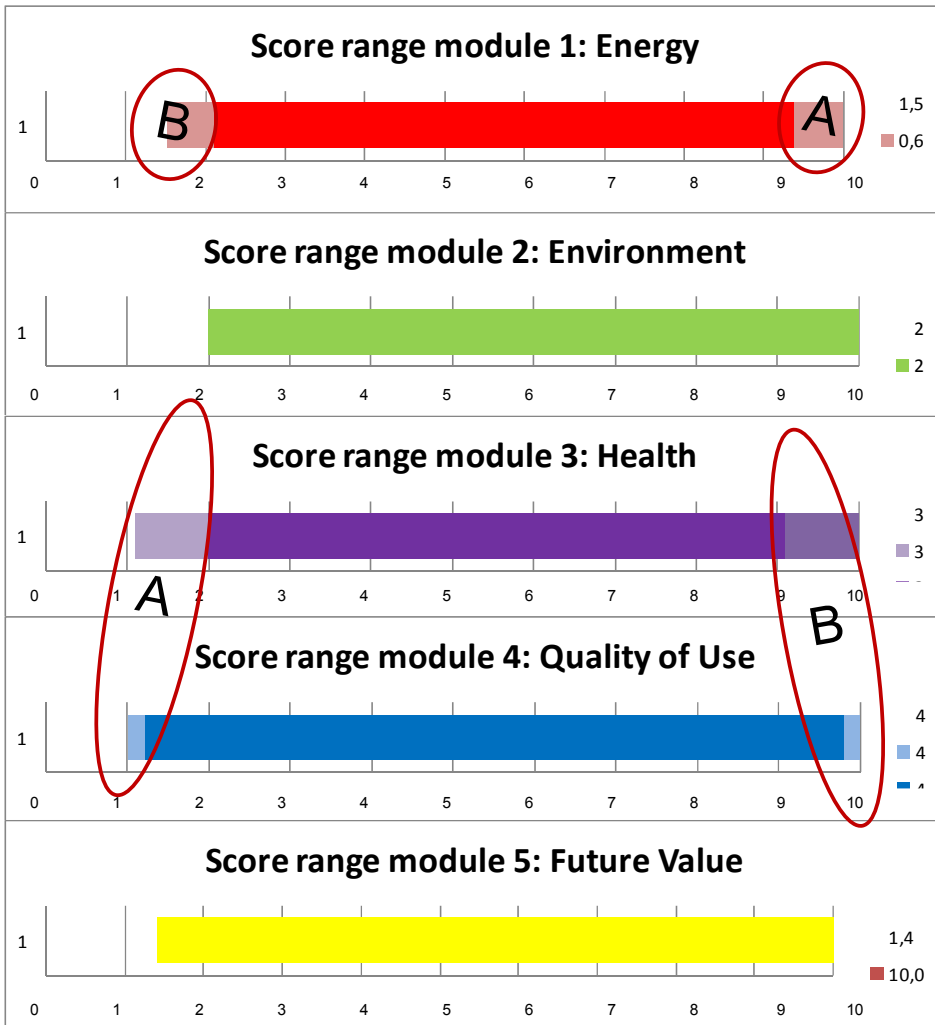 Score range module 1: Energy
B
A
1
1,5
0,6
0 1 2 3 4 5 6 7 8 9 10
Score range module 2: Environment
1
2
2
0 1 2 3 4 5 6 7 8 9 10
Score range module 3: Health
1
3
3
0 1 2 3 4 5 6 7 8 9 10
A
B
Score range module 4: Quality of Use
1
4
4
0 1 2 3 4 5 6 7 8 9 10
Score range module 5: Future Value
1
1,4
10,0
0 1 2 3 4 5 6 7 8 9 10